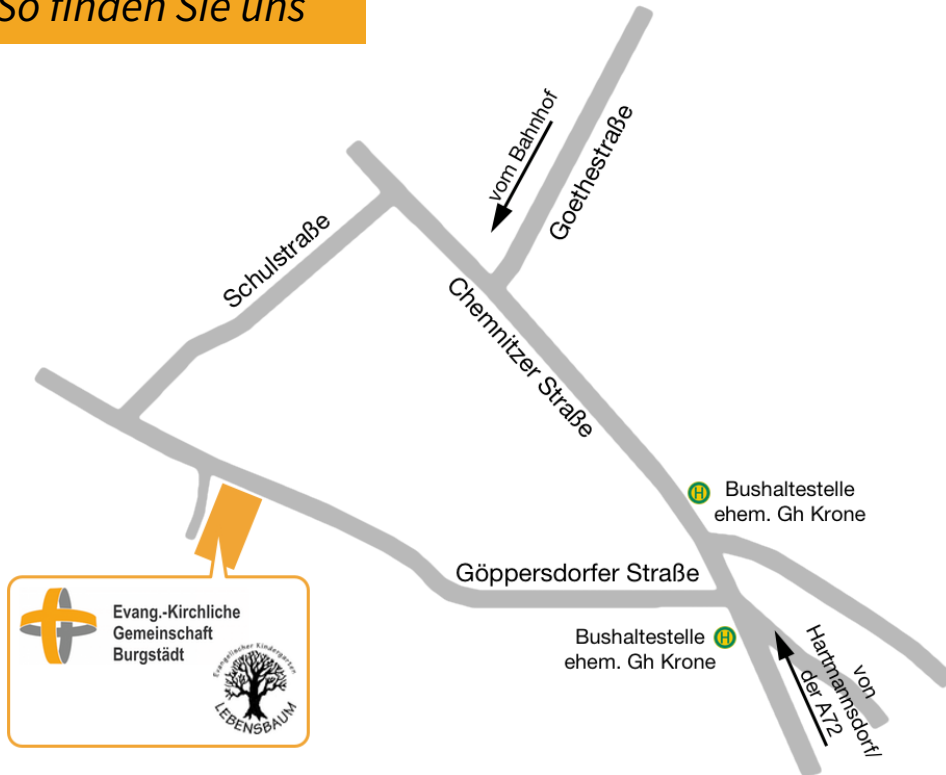 So finden Sie uns
vom Bahnhof
Goethestraße
Schulstraße
Chemnitzer Straße
H
Bushaltestelle
ehem. Gh Krone
Göppersdorfer Straße
Bushaltestelle
ehem. Gh Krone
H
von
Hartmannsdorf/
der A72
Evang.-Kirchliche
Gemeinschaft
Burgstädt
Evangelischer Kindergarten
LEBENSBAUM